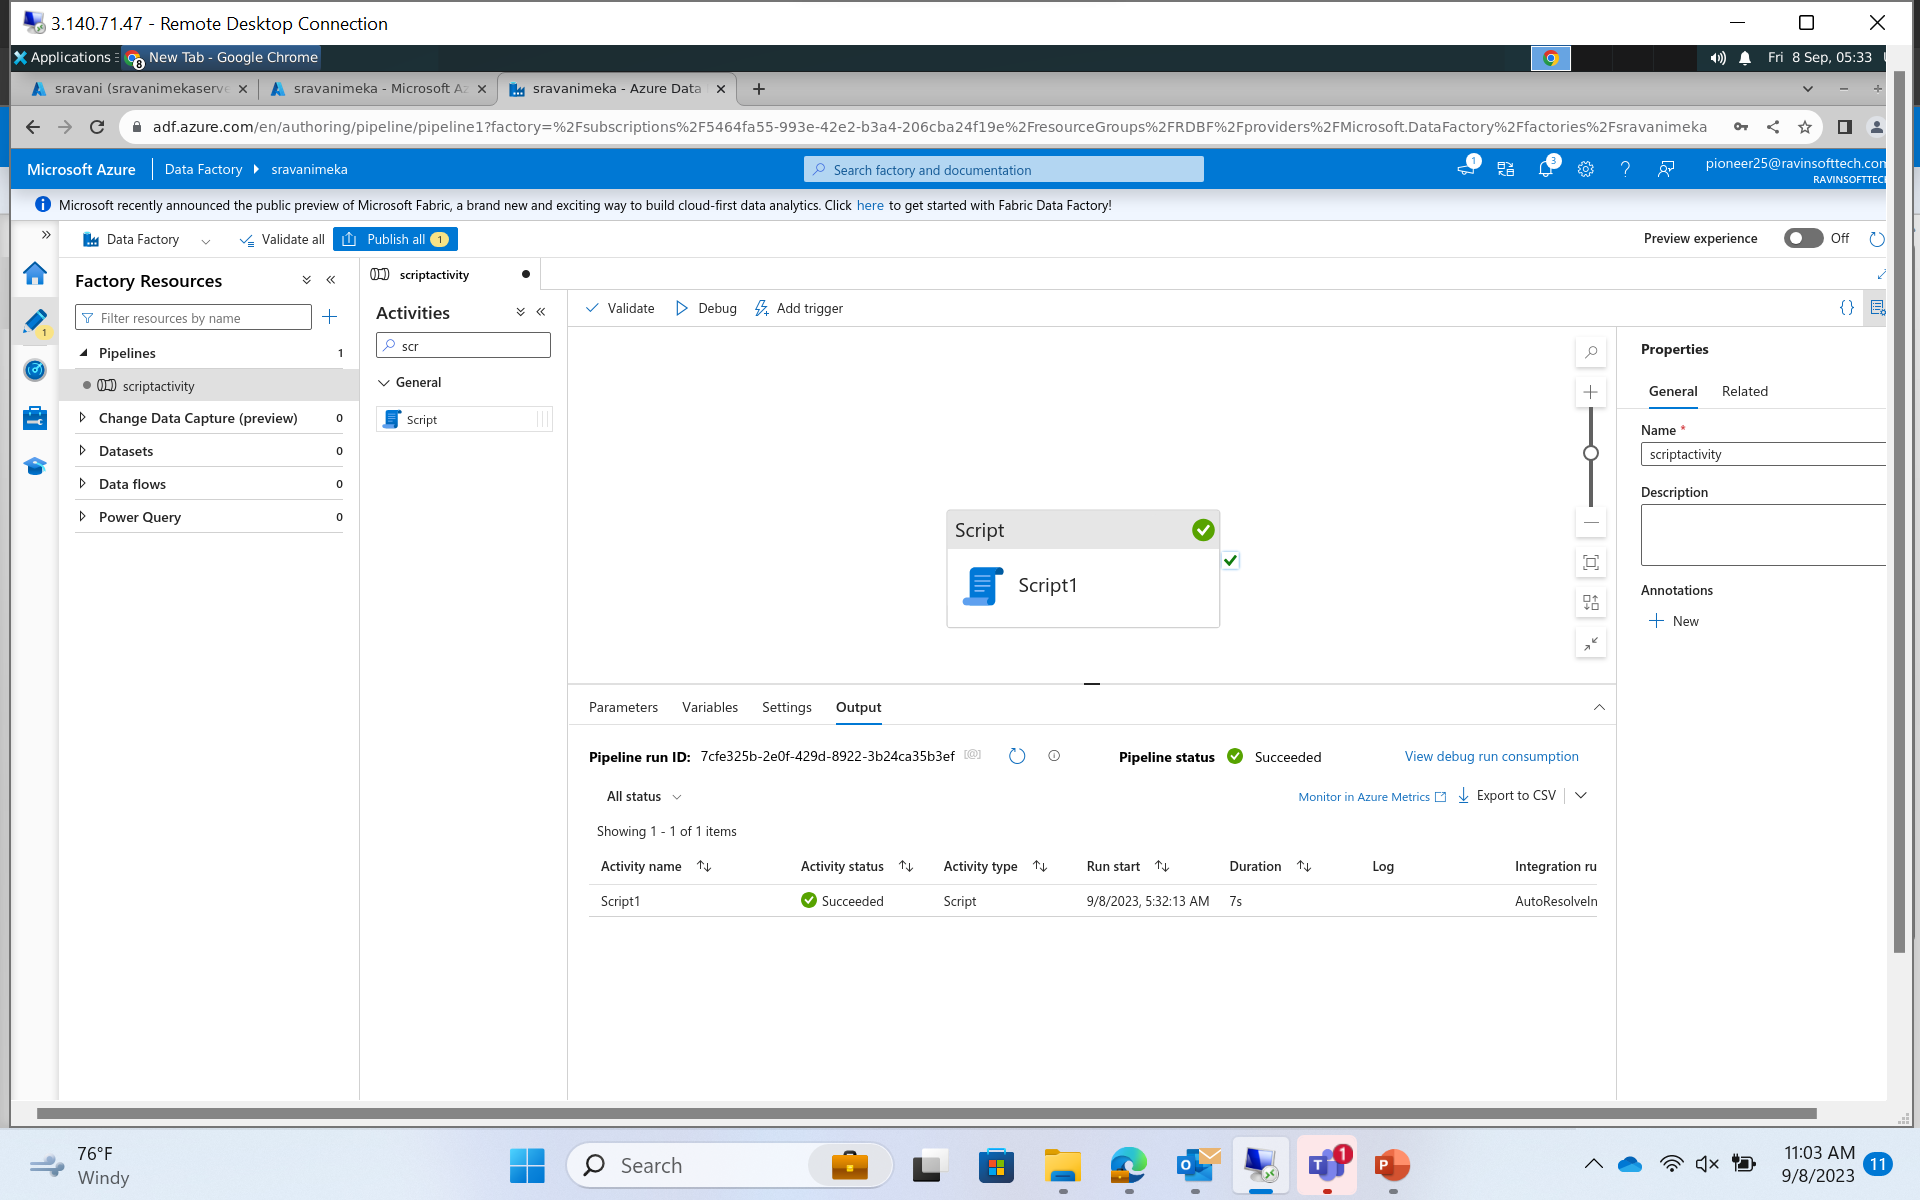 3.140.71.47 - Remote Desktop Connection
Applications
New Tab - Google Chrome
Fri 8 Sep, 05:33
sravani (sravanimekaserve
sravanimeka - Microsoft Az
sravanimeka - Azure Data
adf.azure.com/en/authoring/pipeline/pipeline1?factory=%2Fsubscriptions%2F5464fa55-993e-42e2-b3a4-206cba24f19e%2FresourceGroups%2FRDBF%2Fproviders%2FMicrosoft.DataFactory%2Ffactories%2Fsravanimeka
Microsoft Azure
Data Factory
sravanimeka
Search factory and documentation
1
3
pioneer25@ravinsofttech.com
RAVINSOFTTECH
Microsoft recently announced the public preview of Microsoft Fabric, a brand new and exciting way to build cloud-first data analytics. Click here to get started with Fabric Data Factory!
Data Factory
Validate all
Publish all 1
Preview experience
Off
Factory Resources
Filter resources by name
1
Pipelines 1
scriptactivity
Change Data Capture (preview) 0
Datasets 0
Data flows 0
Power Query 0
scriptactivity
Activities
scr
General
Script
Validate
Debug
Add trigger
{}
Script
Script1
Properties
General
Related
Name *
scriptactivity
Description
Annotations
New
Parameters
Variables
Settings
Output
Pipeline run ID: 7cfe325b-2e0f-429d-8922-3b24ca35b3ef
Pipeline status
Succeeded
View debug run consumption
All status
Monitor in Azure Metrics
Export to CSV
Showing 1 - 1 of 1 items
Activity name Activity status Activity type Run start Duration Log Integration ru
Script1 Succeeded Script 9/8/2023, 5:32:13 AM 7s AutoResolveIn
76°F
Windy
Search
1
11:03 AM
9/8/2023
11